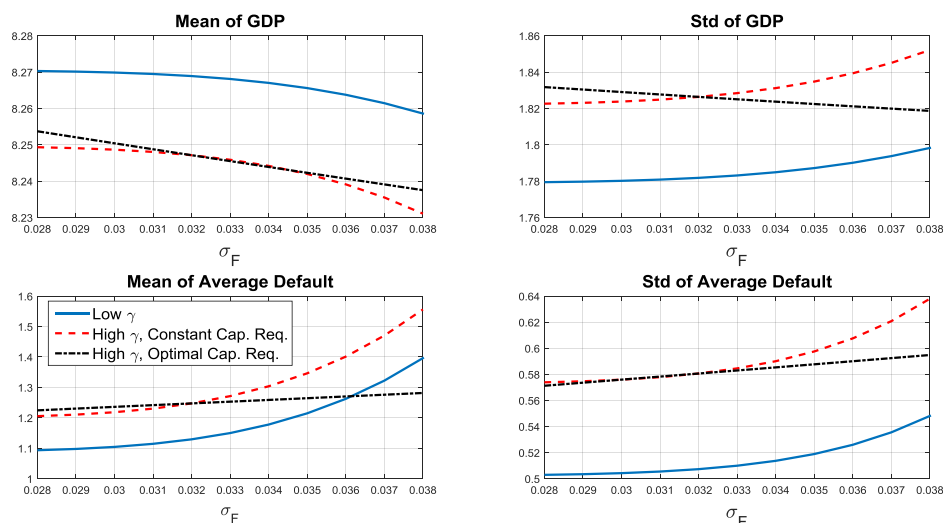 Mean of GDP
8.28
8.27
8.26
8.25
8.24
8.23
0.028 0.029 0.03 0.031 0.032 0.033 0.034 0.035 0.036 0.037 0.038
σF
Std of GDP
1.86
1.84
1.82
1.8
1.78
1.76
0.028 0.029 0.03 0.031 0.032 0.033 0.034 0.035 0.036 0.037 0.038
σF
Mean of Average Default
1.6
1.5
1.4
1.3
1.2
1.1
1
Low γ
High γ, Constant Cap. Req.
High γ, Optimal Cap. Req.
0.028 0.029 0.03 0.031 0.032 0.033 0.034 0.035 0.036 0.037 0.038
σF
Std of Average Default
0.64
0.62
0.6
0.58
0.56
0.54
0.52
0.5
0.028 0.029 0.03 0.031 0.032 0.033 0.034 0.035 0.036 0.037 0.038
σF